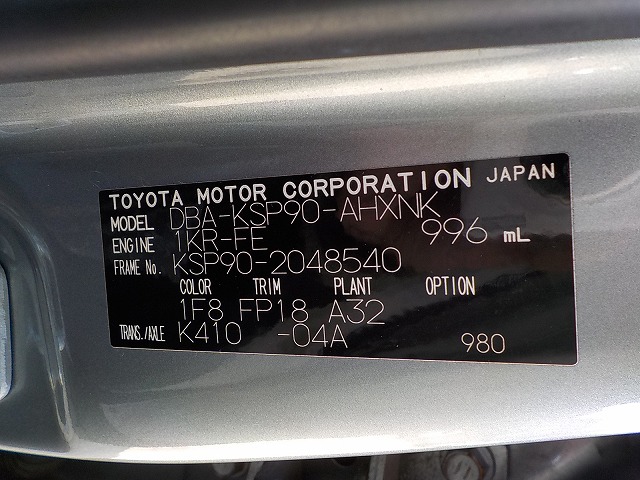 TOYOTA MOTOR CORPORATION JAPAN
MODEL DBA-KSP90-AHXNK
ENGINE 1KR-FE 996 mL
FRAME No. KSP90-2048540
COLOR TRIM PLANT OPTION
1F8 FP18 A32
TRANS./AXLE K410 -04A 980